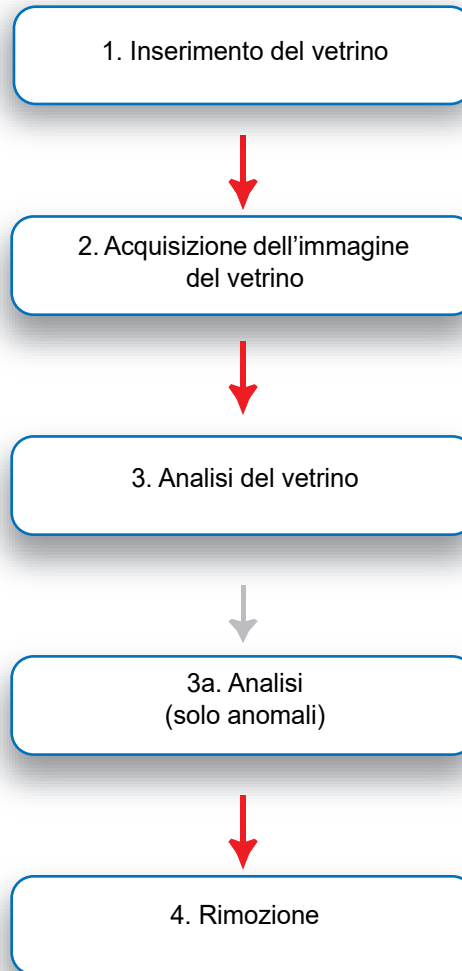 1. Inserimento del vetrino
2. Acquisizione dell’immagine
del vetrino
3. Analisi del vetrino
3a. Analisi
(solo anomali)
4. Rimozione